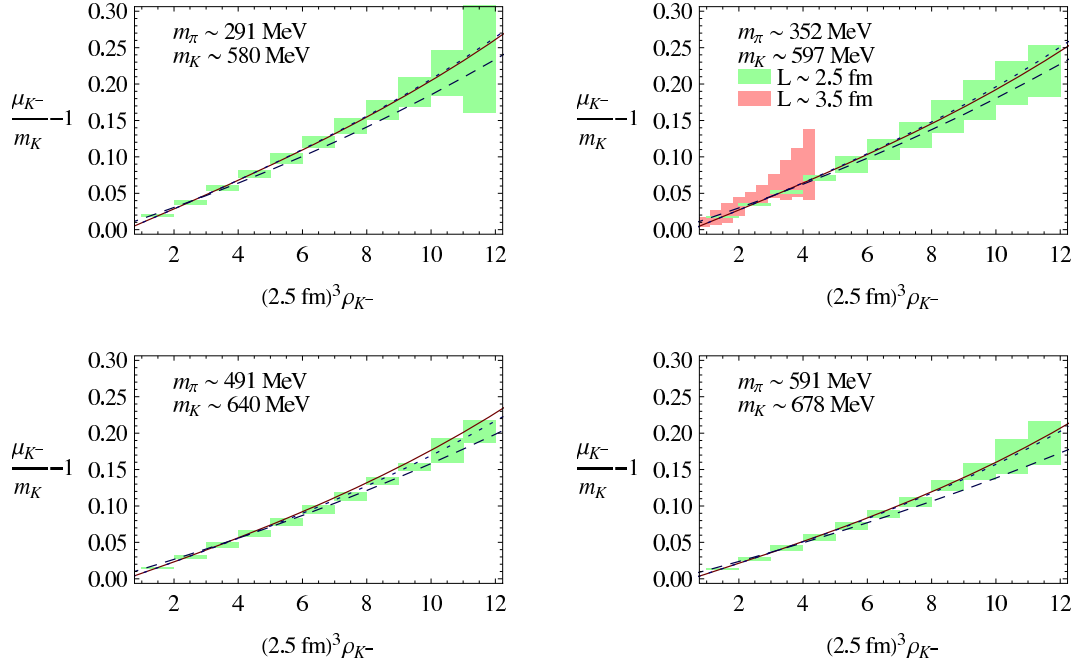 m_π ~ 291 MeV
m_K ~ 580 MeV
μ_K⁻/m_K −1
0.30
0.25
0.20
0.15
0.10
0.05
0.00
2 4 6 8 10 12
(2.5 fm)³ρ_K⁻
m_π ~ 352 MeV
m_K ~ 597 MeV
L ~ 2.5 fm
L ~ 3.5 fm
μ_K⁻/m_K −1
0.30
0.25
0.20
0.15
0.10
0.05
0.00
2 4 6 8 10 12
(2.5 fm)³ρ_K⁻
m_π ~ 491 MeV
m_K ~ 640 MeV
μ_K⁻/m_K −1
0.30
0.25
0.20
0.15
0.10
0.05
0.00
2 4 6 8 10 12
(2.5 fm)³ρ_K⁻
m_π ~ 591 MeV
m_K ~ 678 MeV
μ_K⁻/m_K −1
0.30
0.25
0.20
0.15
0.10
0.05
0.00
2 4 6 8 10 12
(2.5 fm)³ρ_K⁻